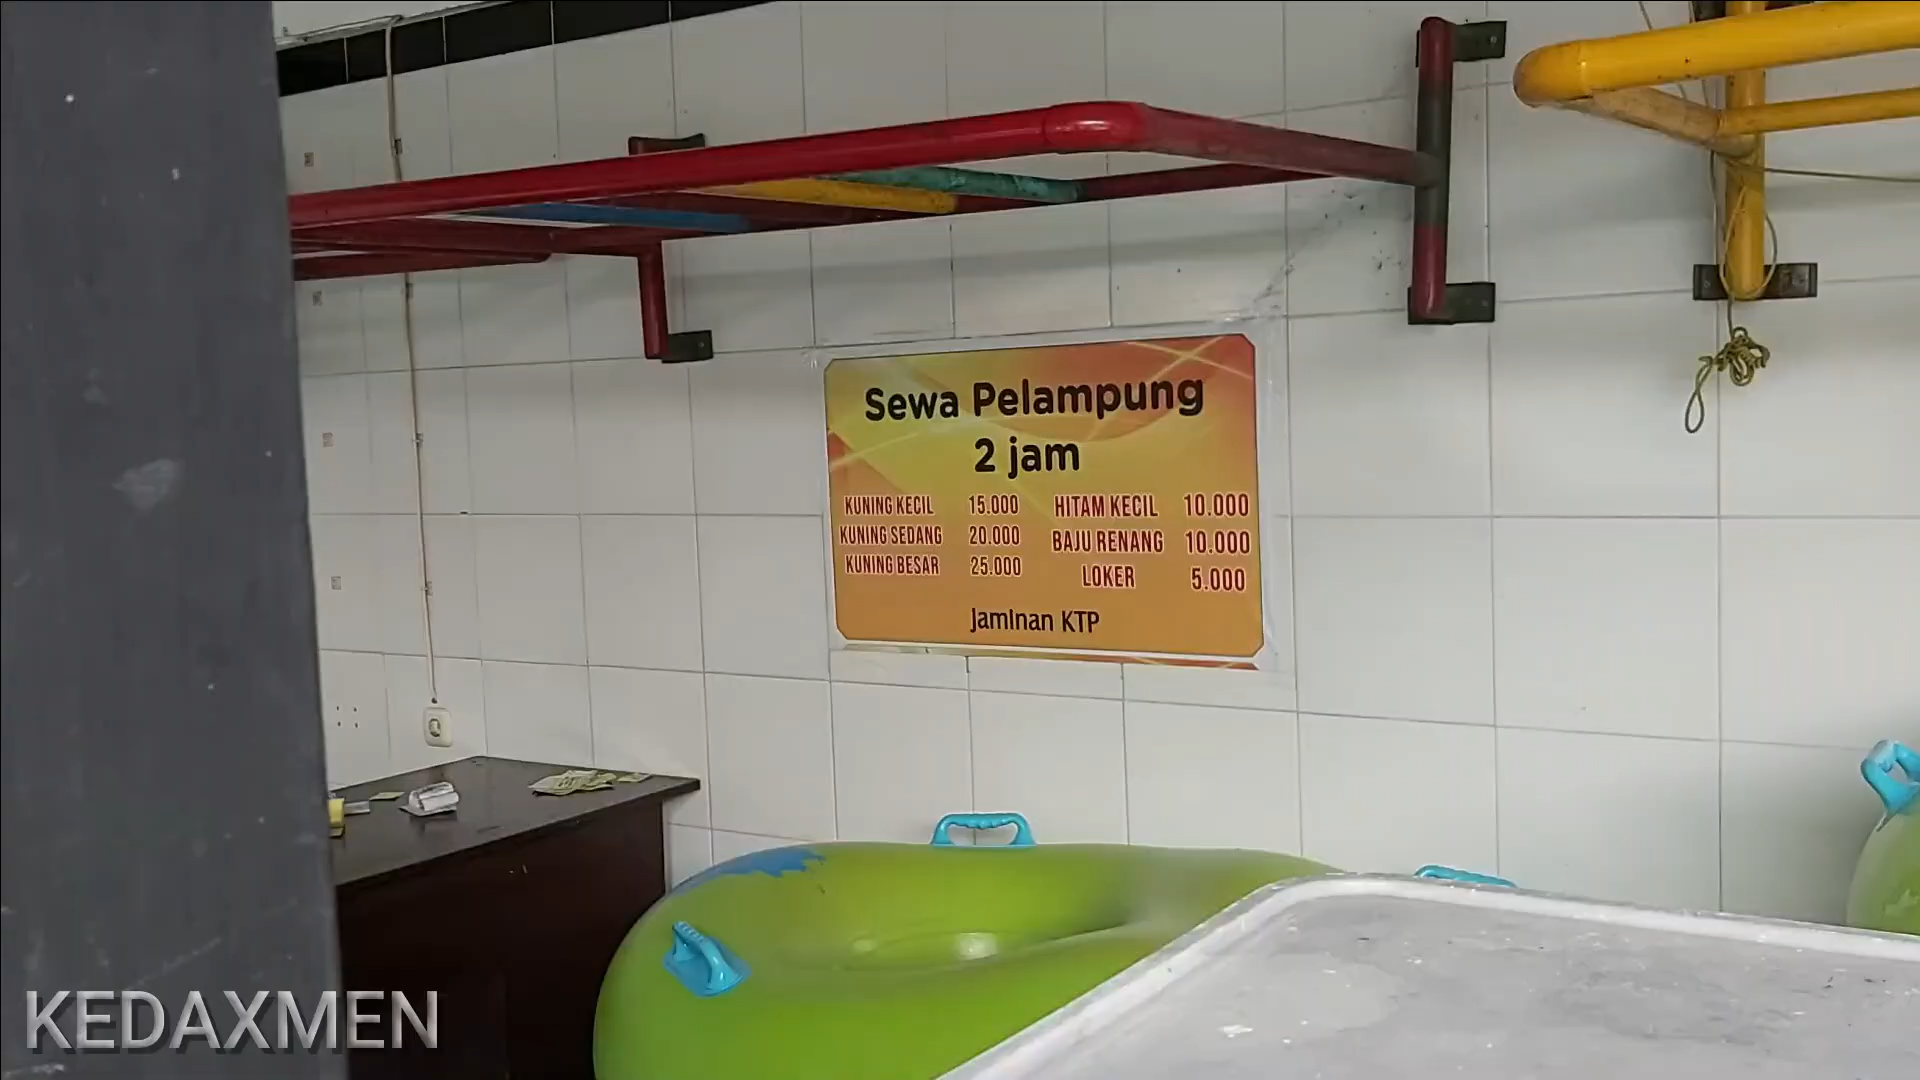 Sewa Pelampung
2 jam
KUNING KECIL 15.000
KUNING SEDANG 20.000
KUNING BESAR 25.000
HITAM KECIL 10.000
BAJU RENANG 10.000
LOKER 5.000
Jaminan KTP
KEDAXMEN